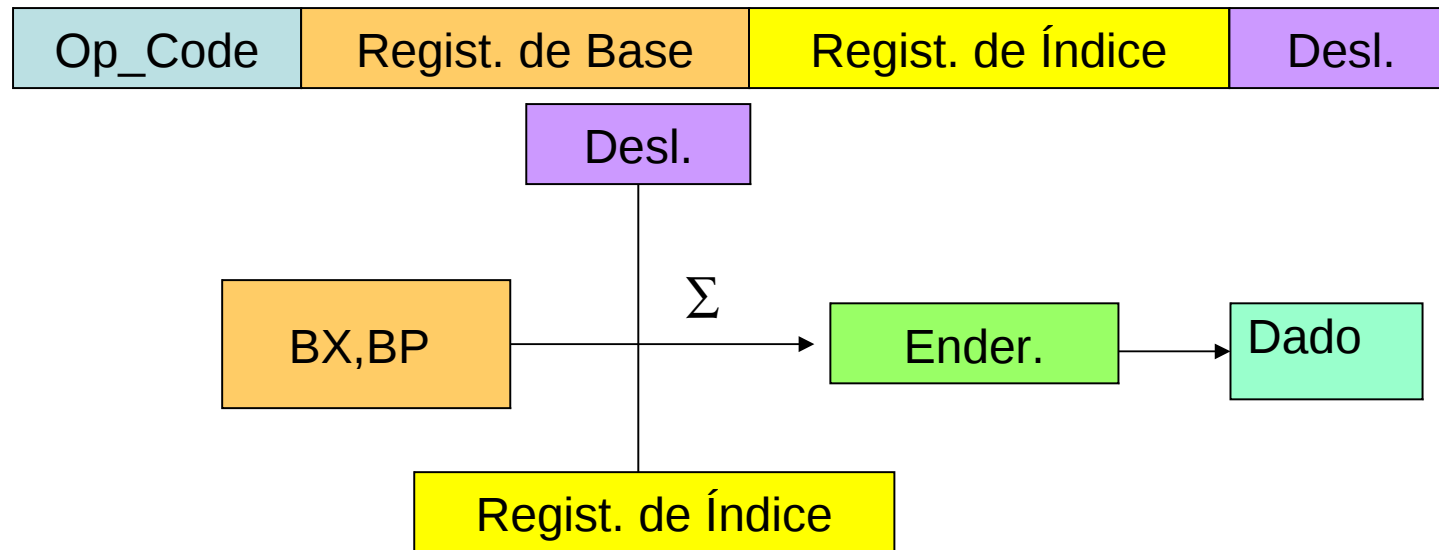 Op_Code Regist. de Base Regist. de Índice Desl.
Desl.
Σ
BX,BP Ender. Dado
Regist. de Índice